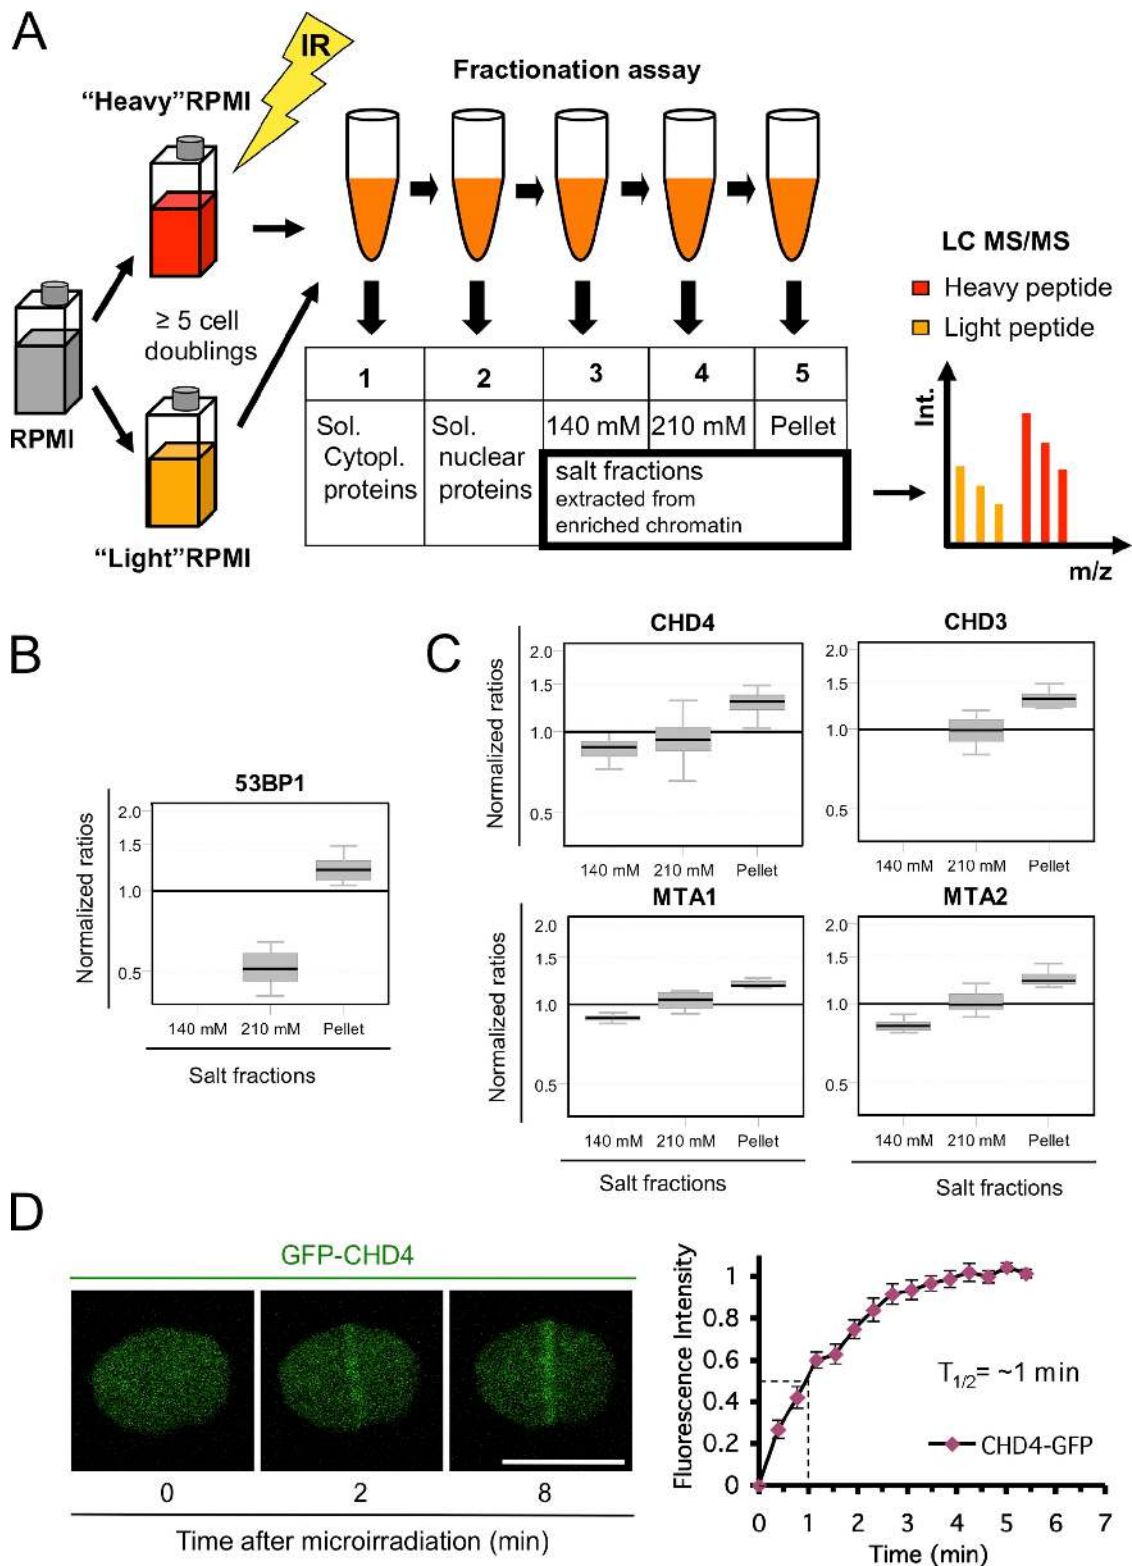 A
IR
Fractionation assay
“Heavy”RPMI
LC MS/MS
Heavy peptide
Light peptide
≥ 5 cell
doublings
RPMI
“Light”RPMI
1 2 3 4 5
Sol.
Cytopl.
proteins
Sol.
nuclear
proteins
140 mM 210 mM Pellet
salt fractions
extracted from
enriched chromatin
Int.
m/z
B
53BP1
Normalized ratios
2.0
1.5
1.0
0.5
140 mM 210 mM Pellet
Salt fractions
C
CHD4
Normalized ratios
2.0
1.5
1.0
0.5
140 mM 210 mM Pellet
CHD3
2.0
1.5
1.0
0.5
140 mM 210 mM Pellet
MTA1
Normalized ratios
2.0
1.5
1.0
0.5
140 mM 210 mM Pellet
Salt fractions
MTA2
2.0
1.5
1.0
0.5
140 mM 210 mM Pellet
Salt fractions
D
GFP-CHD4
0 2 8
Time after microirradiation (min)
Fluorescence Intensity
1
0.8
0.6
0.4
0.2
0
T1/2= ~1 min
CHD4-GFP
0 1 2 3 4 5 6 7
Time (min)